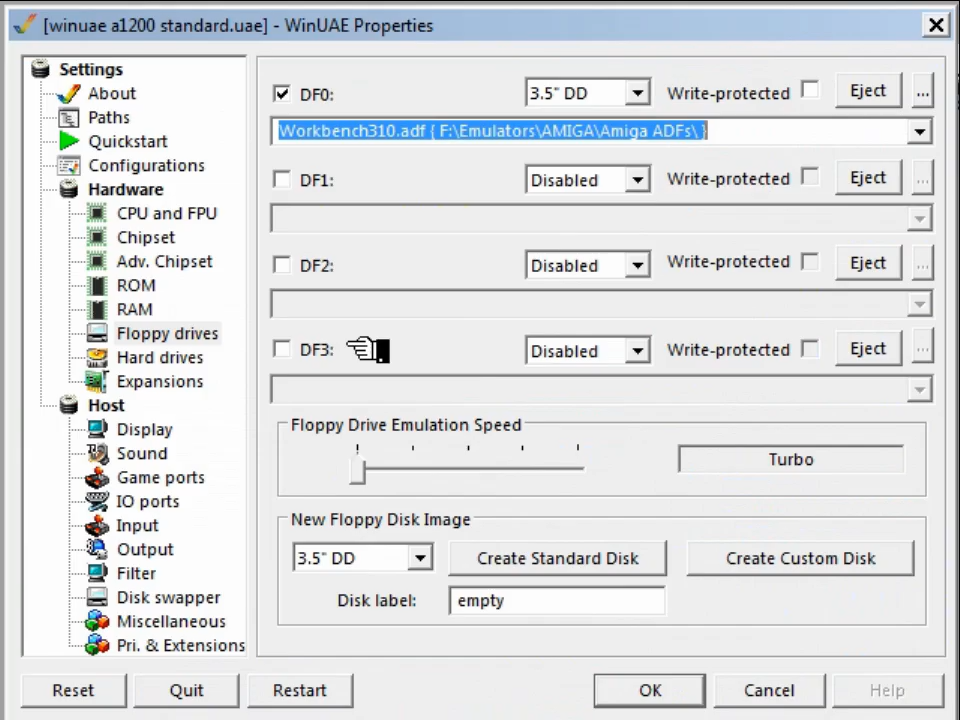 [winuae a1200 standard.uae] - WinUAE Properties
Settings
About
Paths
Quickstart
Configurations
Hardware
CPU and FPU
Chipset
Adv. Chipset
ROM
RAM
Floppy drives
Hard drives
Expansions
Host
Display
Sound
Game ports
IO ports
Input
Output
Filter
Disk swapper
Miscellaneous
Pri. & Extensions
DF0: 3.5" DD Write-protected Eject ...
Workbench310.adf { F:\Emulators\AMIGA\Amiga ADFs\ }
DF1: Disabled Write-protected Eject ...
DF2: Disabled Write-protected Eject ...
DF3: Disabled Write-protected Eject ...
Floppy Drive Emulation Speed
Turbo
New Floppy Disk Image
3.5" DD Create Standard Disk Create Custom Disk
Disk label: empty
Reset Quit Restart OK Cancel Help